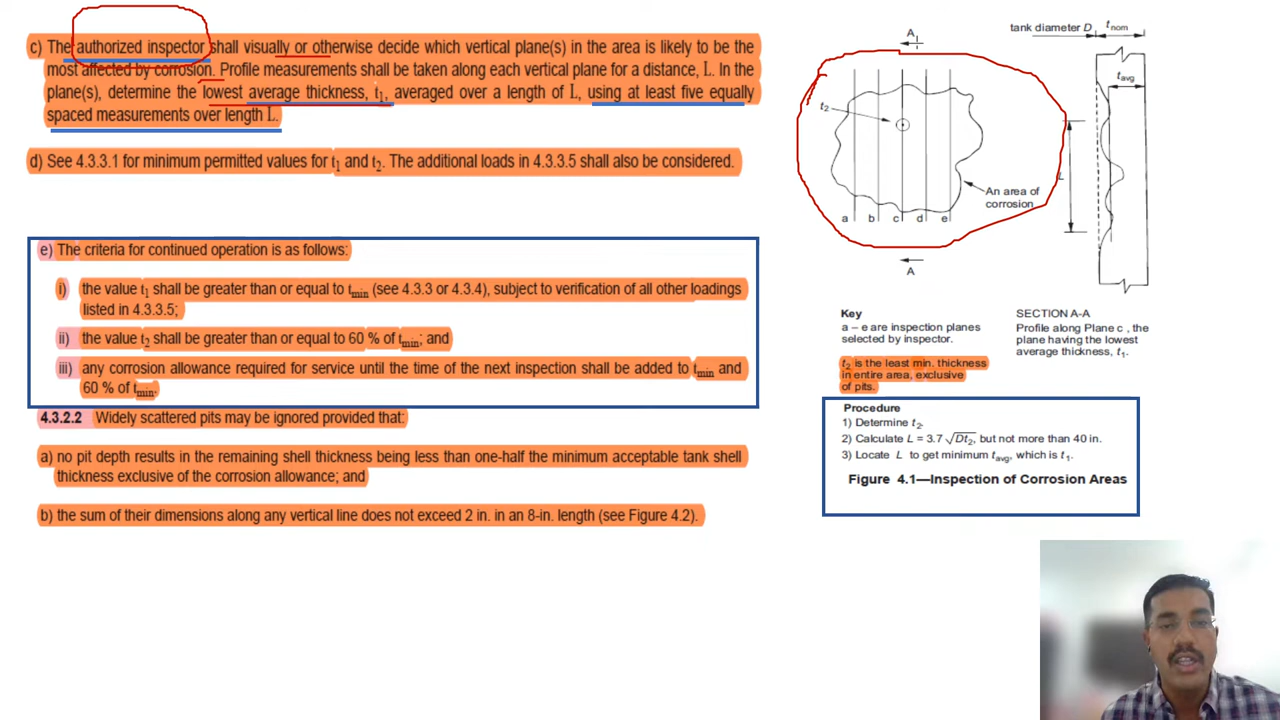 c) The authorized inspector shall visually or otherwise decide which vertical plane(s) in the area is likely to be the
most affected by corrosion. Profile measurements shall be taken along each vertical plane for a distance, L. In the
plane(s), determine the lowest average thickness, t1, averaged over a length of L, using at least five equally
spaced measurements over length L.
d) See 4.3.3.1 for minimum permitted values for t1 and t2. The additional loads in 4.3.3.5 shall also be considered.
e) The criteria for continued operation is as follows:
i) the value t1 shall be greater than or equal to tmin (see 4.3.3 or 4.3.4), subject to verification of all other loadings
listed in 4.3.3.5;
ii) the value t2 shall be greater than or equal to 60 % of tmin; and
iii) any corrosion allowance required for service until the time of the next inspection shall be added to tmin and
60 % of tmin.
4.3.2.2 Widely scattered pits may be ignored provided that:
a) no pit depth results in the remaining shell thickness being less than one-half the minimum acceptable tank shell
thickness exclusive of the corrosion allowance; and
b) the sum of their dimensions along any vertical line does not exceed 2 in. in an 8-in. length (see Figure 4.2).
tank diameter D
tnom
A
tavg
t2
L
An area of
corrosion
a b c d e
A
Key
a – e are inspection planes
selected by inspector.
t2 is the least min. thickness
in entire area, exclusive
of pits.
SECTION A-A
Profile along Plane c , the
plane having the lowest
average thickness, t1.
Procedure
1) Determine t2.
2) Calculate L = 3.7 √Dt2, but not more than 40 in.
3) Locate L to get minimum tavg, which is t1.
Figure 4.1—Inspection of Corrosion Areas